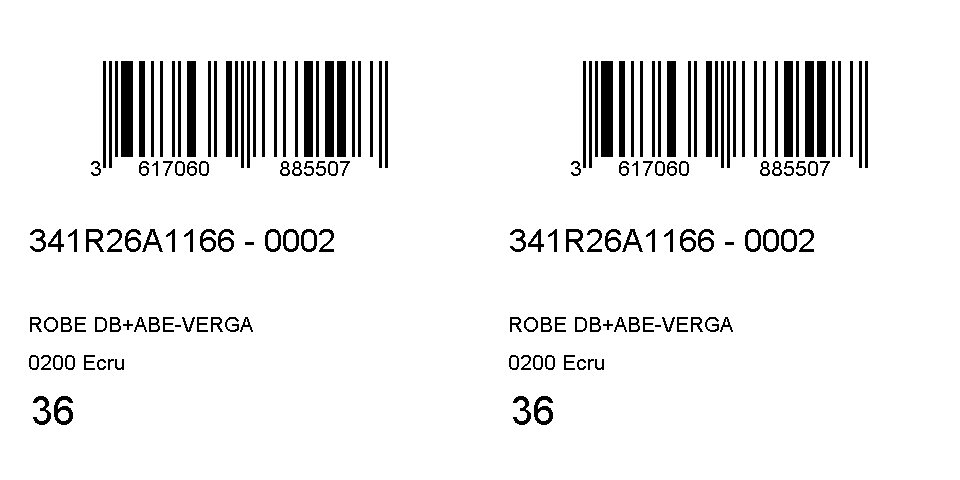 3 617060 885507
341R26A1166 - 0002
ROBE DB+ABE-VERGA
0200 Ecru
36
3 617060 885507
341R26A1166 - 0002
ROBE DB+ABE-VERGA
0200 Ecru
36